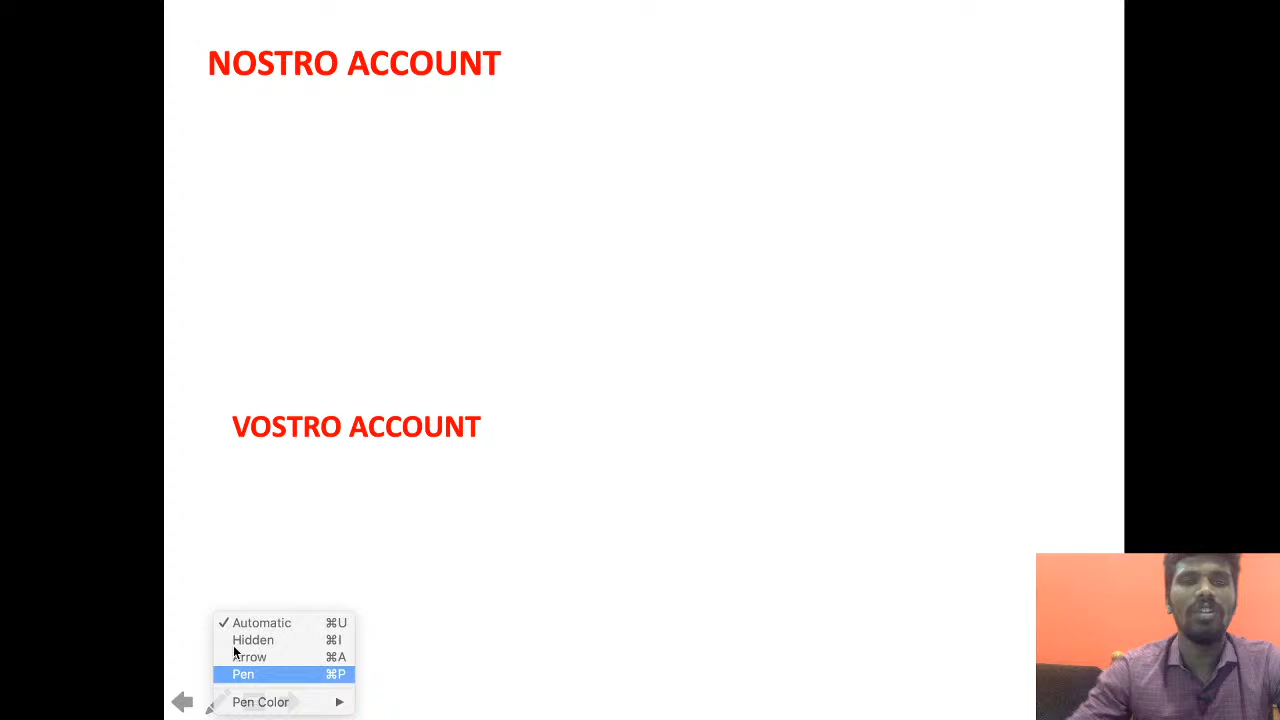 NOSTRO ACCOUNT
VOSTRO ACCOUNT
✓ Automatic ⌘U
Hidden ⌘I
Arrow ⌘A
Pen ⌘P
Pen Color ▶